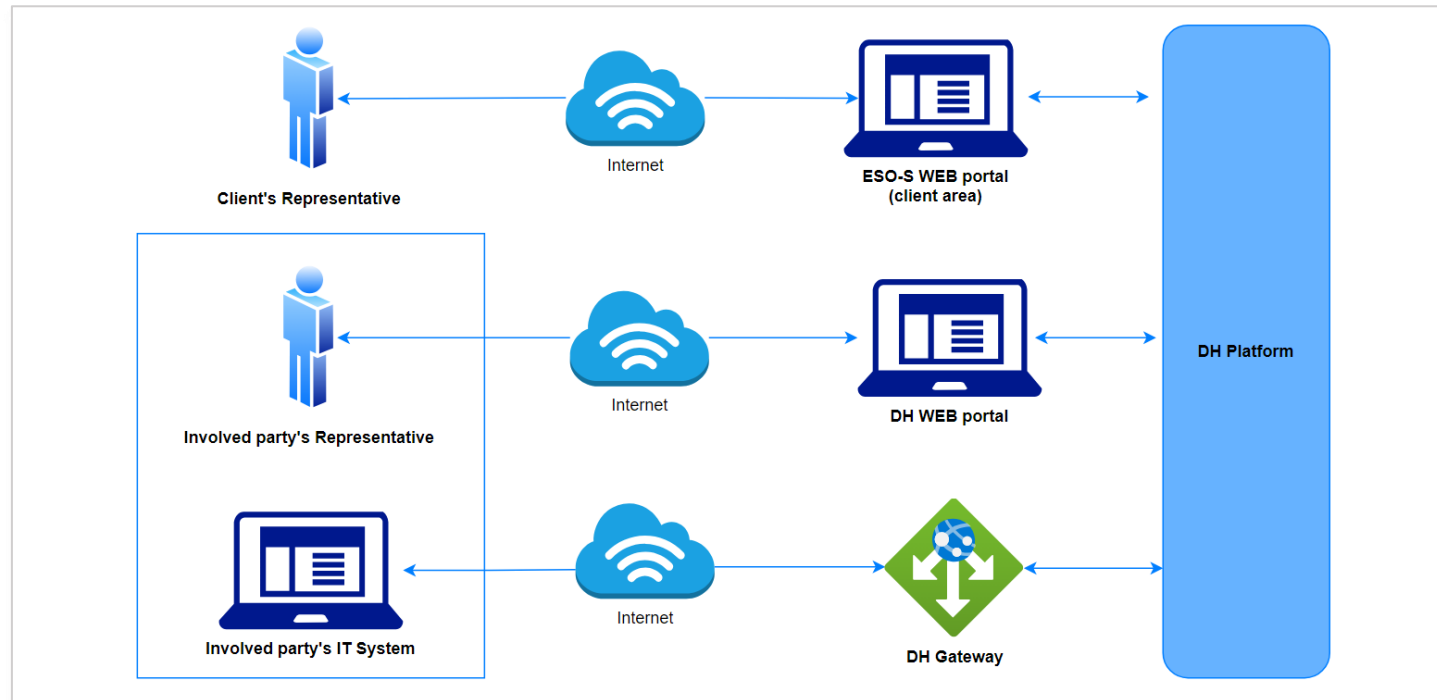 Internet
Client's Representative
ESO-S WEB portal
(client area)
DH Platform
Internet
Involved party's Representative
DH WEB portal
Internet
Involved party's IT System
DH Gateway